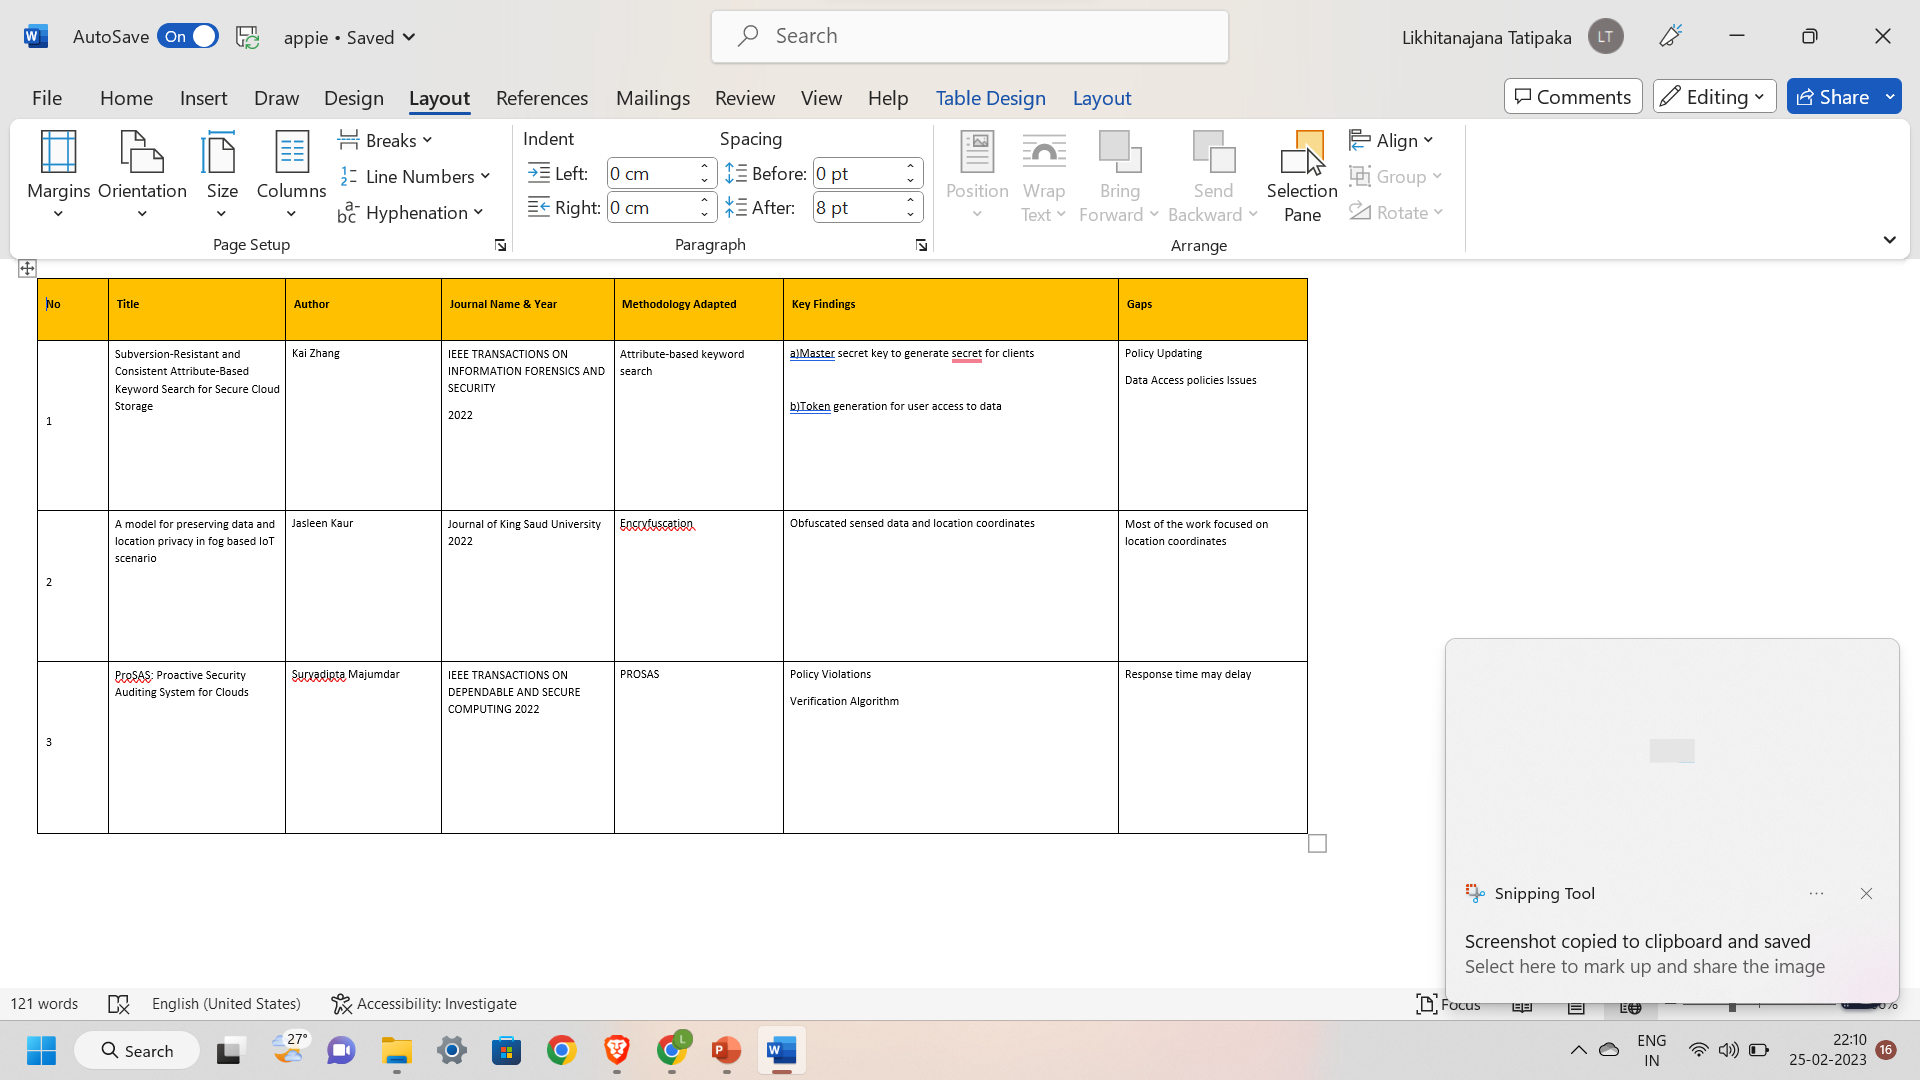 AutoSave On appie • Saved Search Likhitanajana Tatipaka LT
File Home Insert Draw Design Layout References Mailings Review View Help Table Design Layout Comments Editing Share
Margins Orientation Size Columns
Breaks
Line Numbers
Hyphenation
Page Setup
Indent Spacing
Left: 0 cm Before: 0 pt
Right: 0 cm After: 8 pt
Paragraph
Position
Wrap
Text
Bring
Forward
Send
Backward
Selection
Pane
Align
Group
Rotate
Arrange
No Title Author Journal Name & Year Methodology Adapted Key Findings Gaps
1
Subversion-Resistant and
Consistent Attribute-Based
Keyword Search for Secure Cloud
Storage
Kai Zhang
IEEE TRANSACTIONS ON
INFORMATION FORENSICS AND
SECURITY
2022
Attribute-based keyword
search
a)Master secret key to generate secret for clients
b)Token generation for user access to data
Policy Updating
Data Access policies Issues
2
A model for preserving data and
location privacy in fog based IoT
scenario
Jasleen Kaur
Journal of King Saud University
2022
Encryfuscation
Obfuscated sensed data and location coordinates
Most of the work focused on
location coordinates
3
ProSAS: Proactive Security
Auditing System for Clouds
Suryadipta Majumdar
IEEE TRANSACTIONS ON
DEPENDABLE AND SECURE
COMPUTING 2022
PROSAS
Policy Violations
Verification Algorithm
Response time may delay
Snipping Tool
Screenshot copied to clipboard and saved
Select here to mark up and share the image
121 words English (United States) Accessibility: Investigate Focus
Search 27° L
ENG
IN
22:10
25-02-2023
16